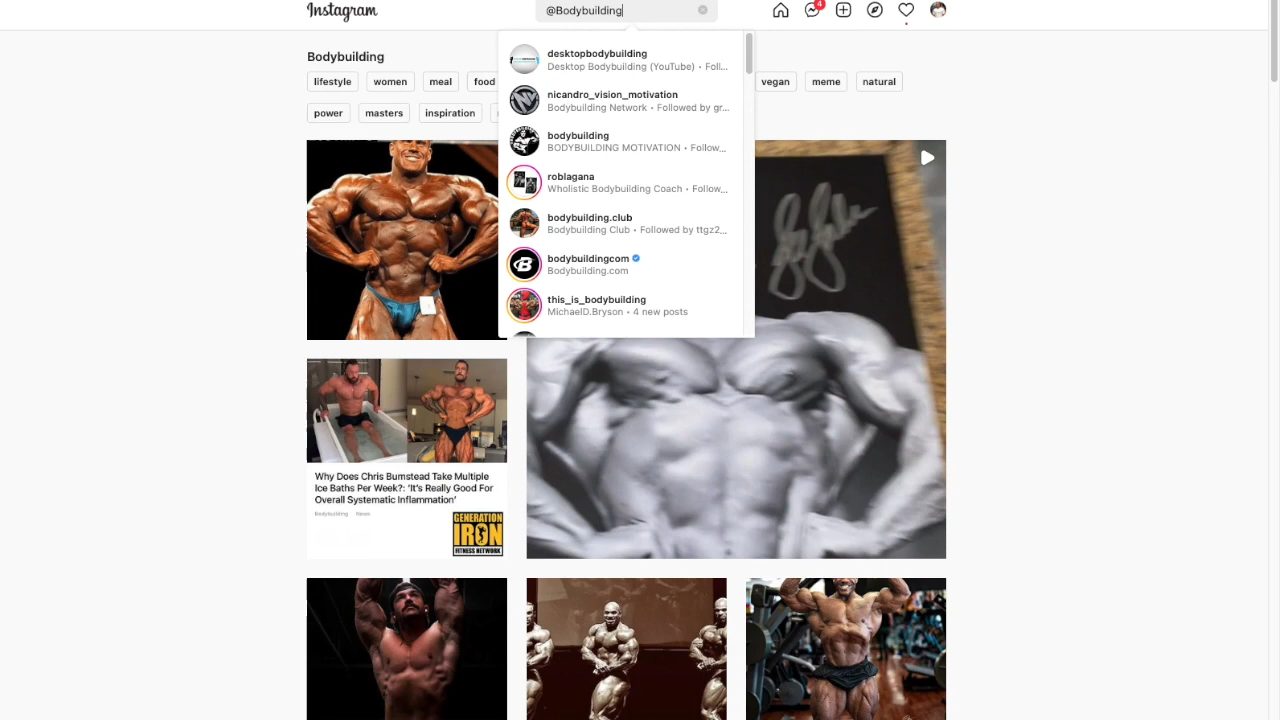 Instagram
@Bodybuilding
4
Bodybuilding
lifestyle
women
meal
food
vegan
meme
natural
power
masters
inspiration
desktopbodybuilding
Desktop Bodybuilding (YouTube) • Foll...
nicandro_vision_motivation
Bodybuilding Network • Followed by gr...
bodybuilding
BODYBUILDING MOTIVATION • Follow...
roblagana
Wholistic Bodybuilding Coach • Follow...
bodybuilding.club
Bodybuilding Club • Followed by ttgz2...
bodybuildingcom
Bodybuilding.com
this_is_bodybuilding
MichaelD.Bryson • 4 new posts
Why Does Chris Bumstead Take Multiple
Ice Baths Per Week?: ‘It's Really Good For
Overall Systematic Inflammation’
Bodybuilding News
GENERATION
IRON
FITNESS NETWORK